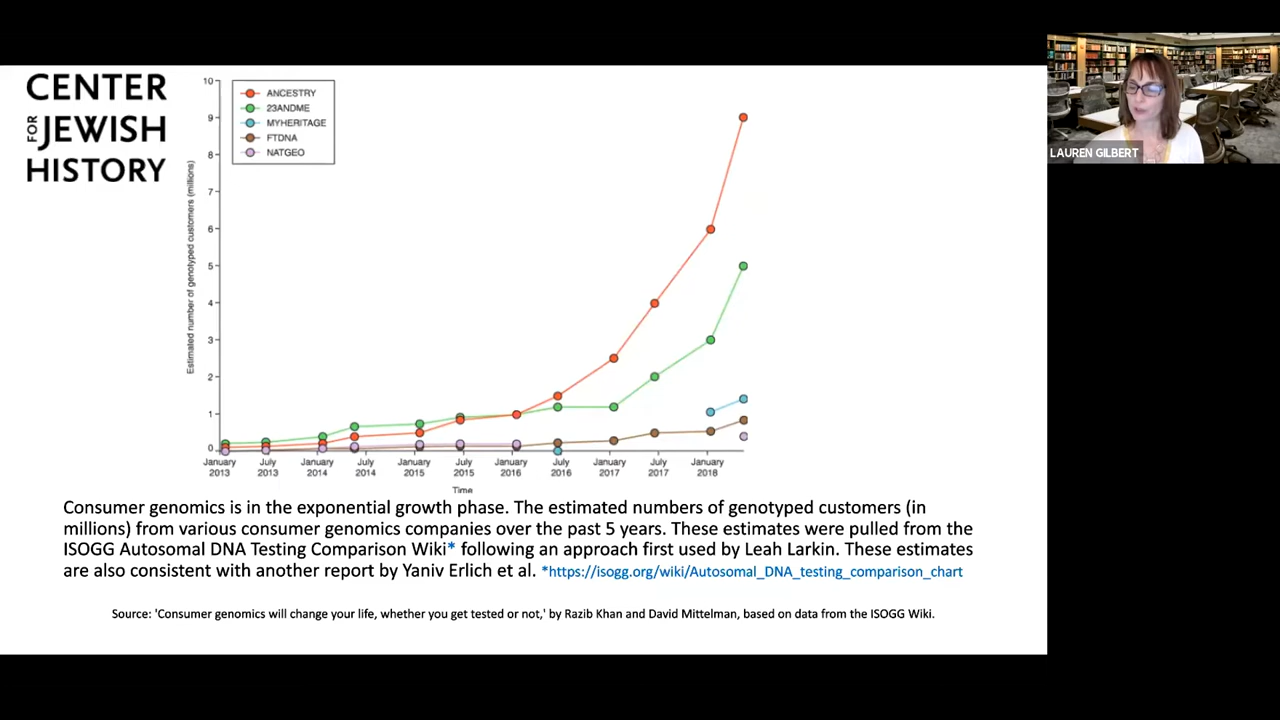 CENTER
FOR JEWISH
HISTORY
LAUREN GILBERT
ANCESTRY
23ANDME
MYHERITAGE
FTDNA
NATGEO
Estimated number of genotyped customers (millions)
10
9
8
7
6
5
4
3
2
1
0
January 2013
July 2013
January 2014
July 2014
January 2015
July 2015
January 2016
July 2016
January 2017
July 2017
January 2018
Time
Consumer genomics is in the exponential growth phase. The estimated numbers of genotyped customers (in
millions) from various consumer genomics companies over the past 5 years. These estimates were pulled from the
ISOGG Autosomal DNA Testing Comparison Wiki* following an approach first used by Leah Larkin. These estimates
are also consistent with another report by Yaniv Erlich et al. *https://isogg.org/wiki/Autosomal_DNA_testing_comparison_chart
Source: 'Consumer genomics will change your life, whether you get tested or not,' by Razib Khan and David Mittelman, based on data from the ISOGG Wiki.